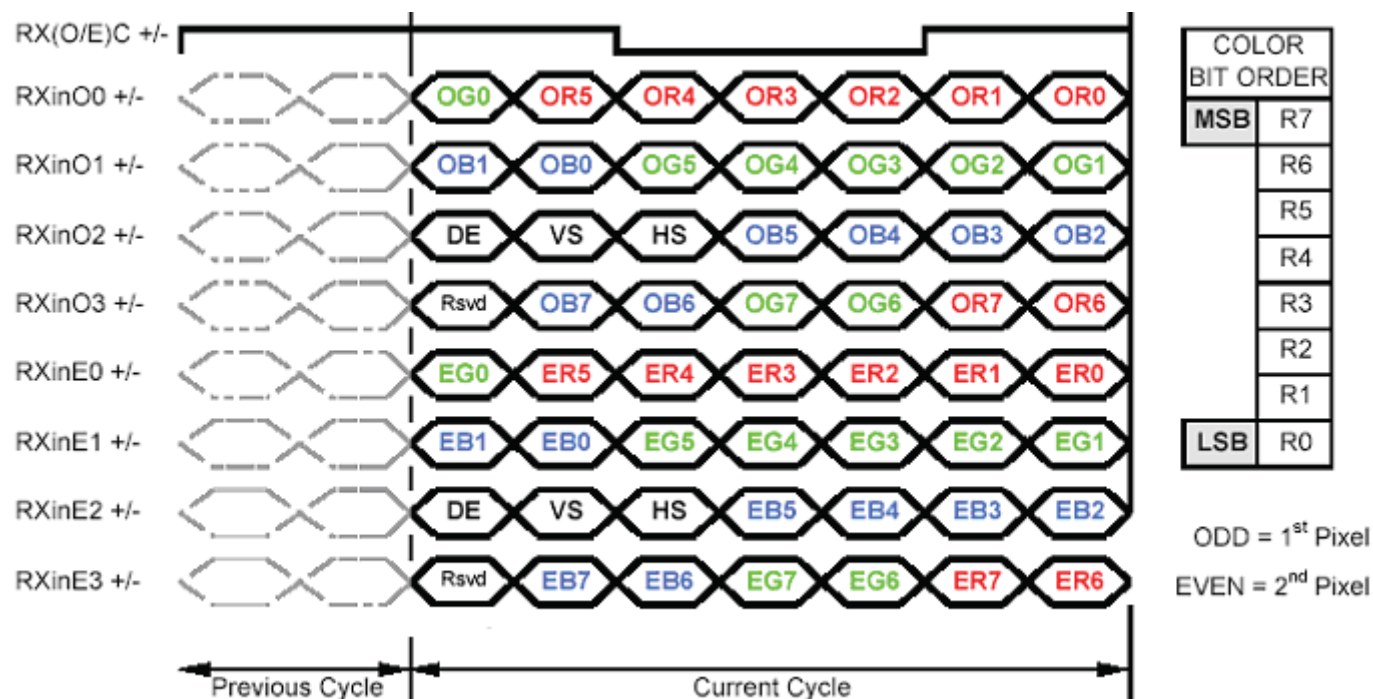 RX(O/E)C +/-
RXinO0 +/- OG0 OR5 OR4 OR3 OR2 OR1 OR0
RXinO1 +/- OB1 OB0 OG5 OG4 OG3 OG2 OG1
RXinO2 +/- DE VS HS OB5 OB4 OB3 OB2
RXinO3 +/- Rsvd OB7 OB6 OG7 OG6 OR7 OR6
RXinE0 +/- EG0 ER5 ER4 ER3 ER2 ER1 ER0
RXinE1 +/- EB1 EB0 EG5 EG4 EG3 EG2 EG1
RXinE2 +/- DE VS HS EB5 EB4 EB3 EB2
RXinE3 +/- Rsvd EB7 EB6 EG7 EG6 ER7 ER6
Previous Cycle Current Cycle
COLOR
BIT ORDER
MSB R7
R6
R5
R4
R3
R2
R1
LSB R0
ODD = 1st Pixel
EVEN = 2nd Pixel